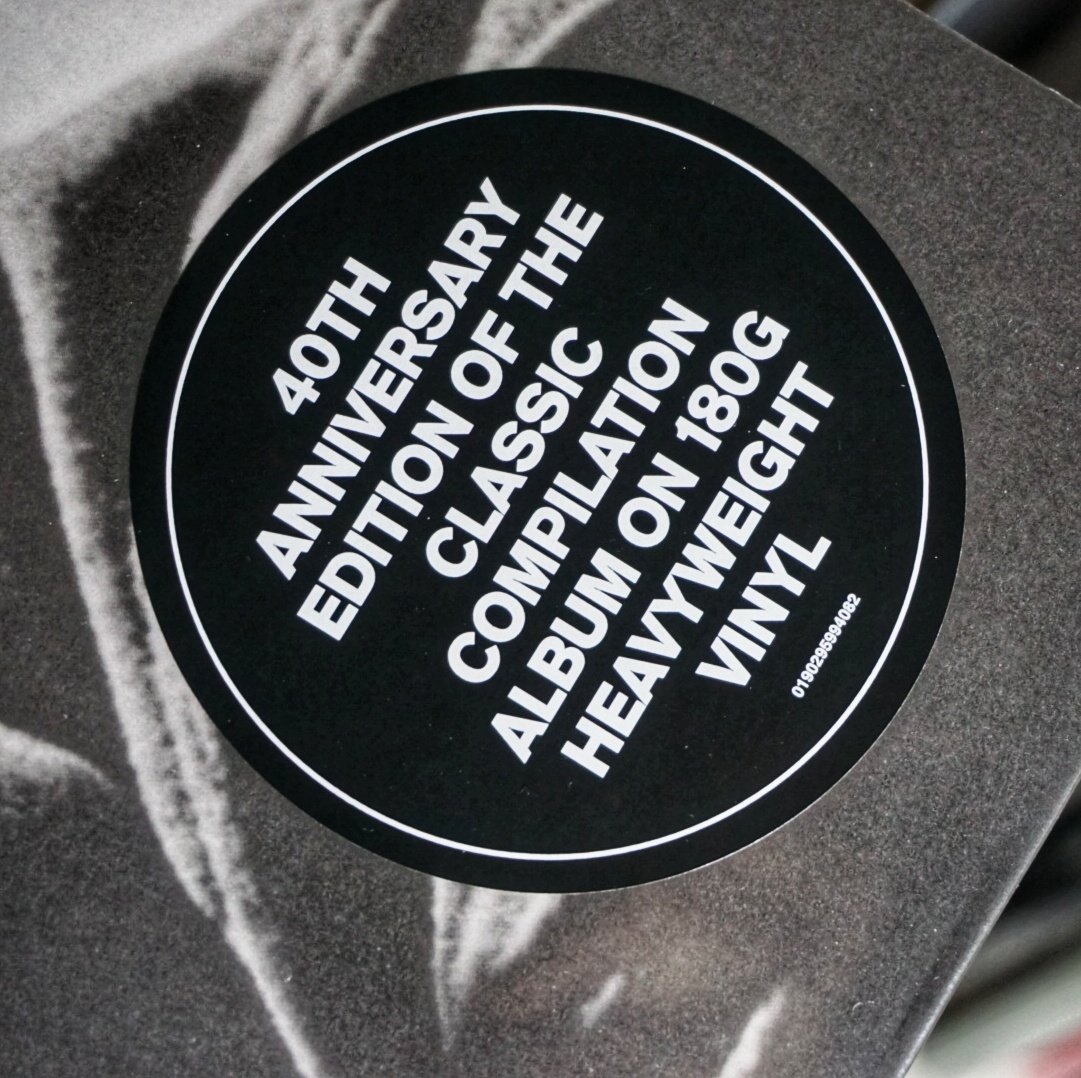 40TH
ANNIVERSARY
EDITION OF THE
CLASSIC
COMPILATION
ALBUM ON 180G
HEAVYWEIGHT
VINYL
0190295994082